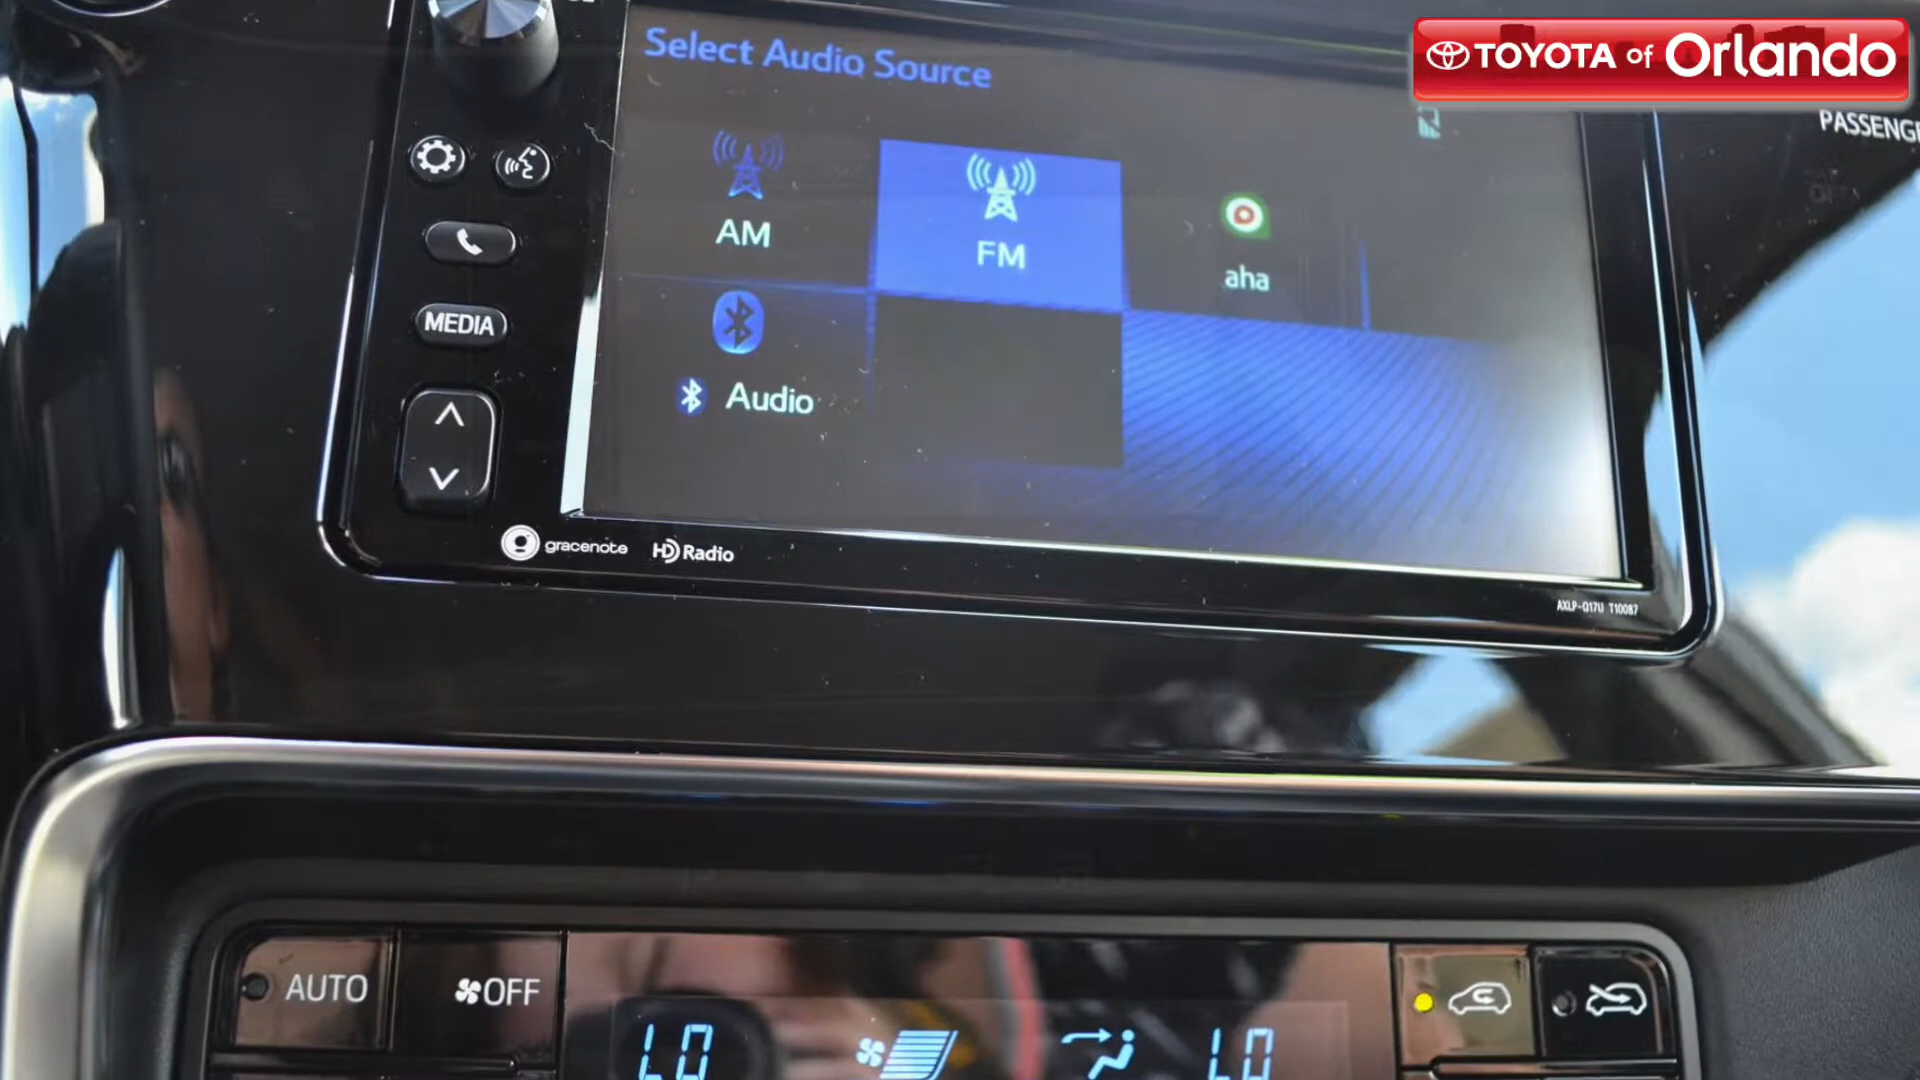 TOYOTA of Orlando
Select Audio Source
PASSENGE
AM
FM
aha
MEDIA
Audio
gracenote
HD Radio
AXLP-Q17U T10087
AUTO
OFF
LO
LO